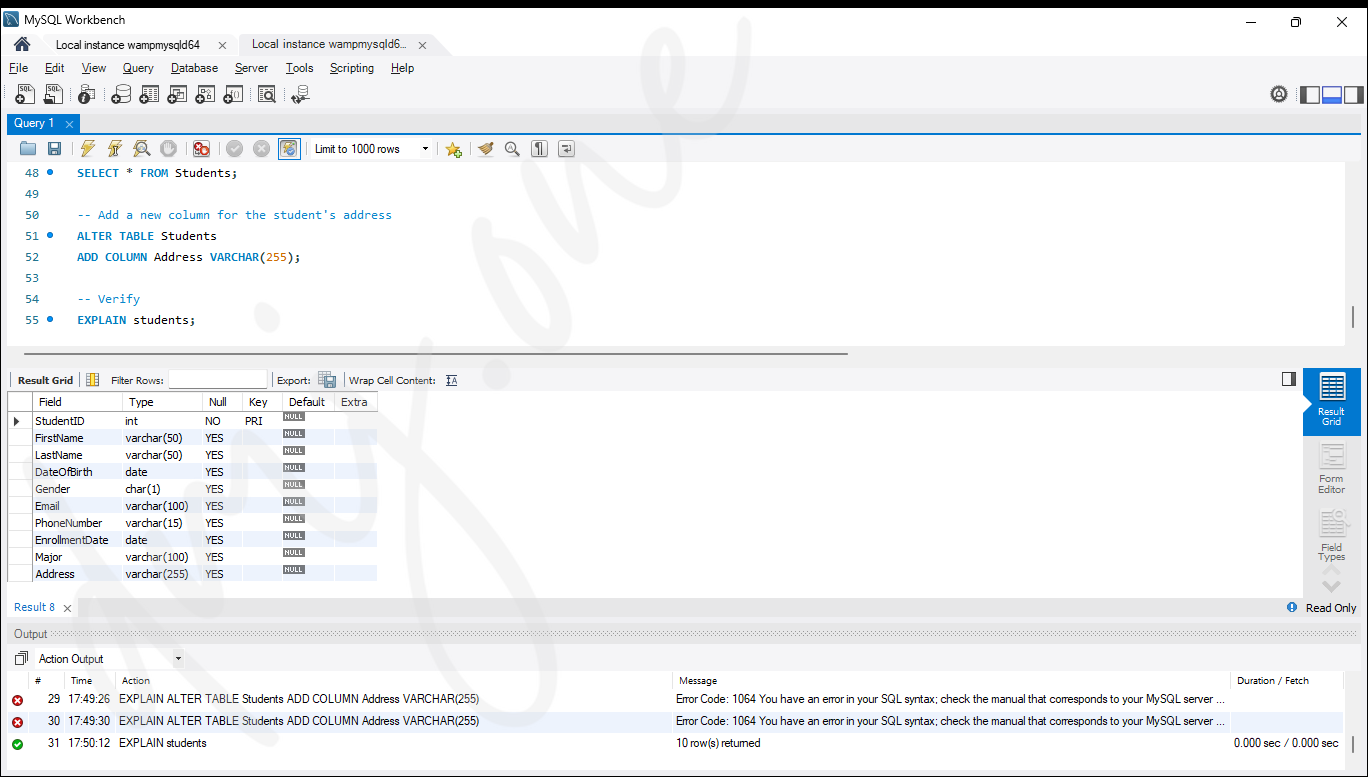 MySQL Workbench
Local instance wampmysqld64 Local instance wampmysqld6...
File Edit View Query Database Server Tools Scripting Help
Query 1
Limit to 1000 rows
48 SELECT * FROM Students;
49
50 -- Add a new column for the student's address
51 ALTER TABLE Students
52 ADD COLUMN Address VARCHAR(255);
53
54 -- Verify
55 EXPLAIN students;
Result Grid Filter Rows: Export: Wrap Cell Content:
Field Type Null Key Default Extra
StudentID int NO PRI NULL
FirstName varchar(50) YES NULL
LastName varchar(50) YES NULL
DateOfBirth date YES NULL
Gender char(1) YES NULL
Email varchar(100) YES NULL
PhoneNumber varchar(15) YES NULL
EnrollmentDate date YES NULL
Major varchar(100) YES NULL
Address varchar(255) YES NULL
Result
Grid
Form
Editor
Field
Types
Result 8 Read Only
Output
Action Output
# Time Action Message Duration / Fetch
29 17:49:26 EXPLAIN ALTER TABLE Students ADD COLUMN Address VARCHAR(255) Error Code: 1064 You have an error in your SQL syntax; check the manual that corresponds to your MySQL server ...
30 17:49:30 EXPLAIN ALTER TABLE Students ADD COLUMN Address VARCHAR(255) Error Code: 1064 You have an error in your SQL syntax; check the manual that corresponds to your MySQL server ...
31 17:50:12 EXPLAIN students 10 row(s) returned 0.000 sec / 0.000 sec